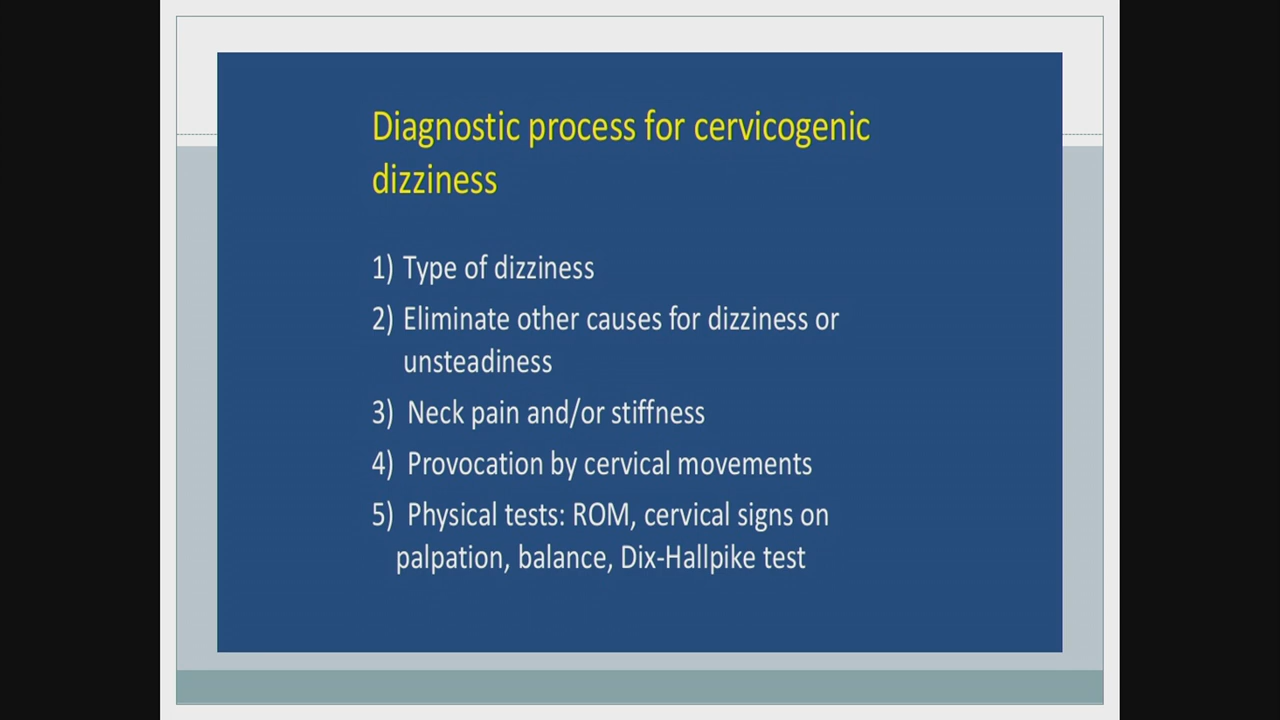 Diagnostic process for cervicogenic
dizziness
1) Type of dizziness
2) Eliminate other causes for dizziness or
unsteadiness
3) Neck pain and/or stiffness
4) Provocation by cervical movements
5) Physical tests: ROM, cervical signs on
palpation, balance, Dix-Hallpike test